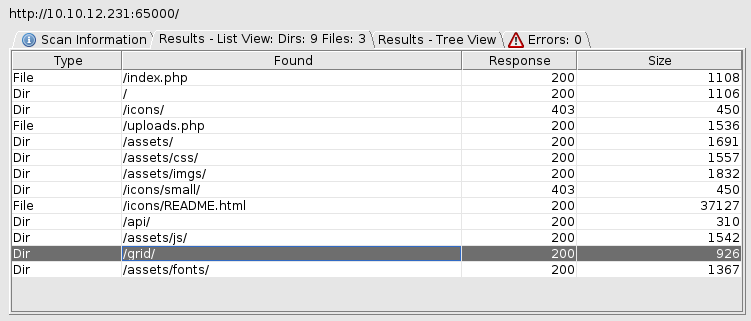 http://10.10.12.231:65000/
Scan Information Results - List View: Dirs: 9 Files: 3 Results - Tree View Errors: 0
Type Found Response Size
File /index.php 200 1108
Dir / 200 1106
Dir /icons/ 403 450
File /uploads.php 200 1536
Dir /assets/ 200 1691
Dir /assets/css/ 200 1557
Dir /assets/imgs/ 200 1832
Dir /icons/small/ 403 450
File /icons/README.html 200 37127
Dir /api/ 200 310
Dir /assets/js/ 200 1542
Dir /grid/ 200 926
Dir /assets/fonts/ 200 1367